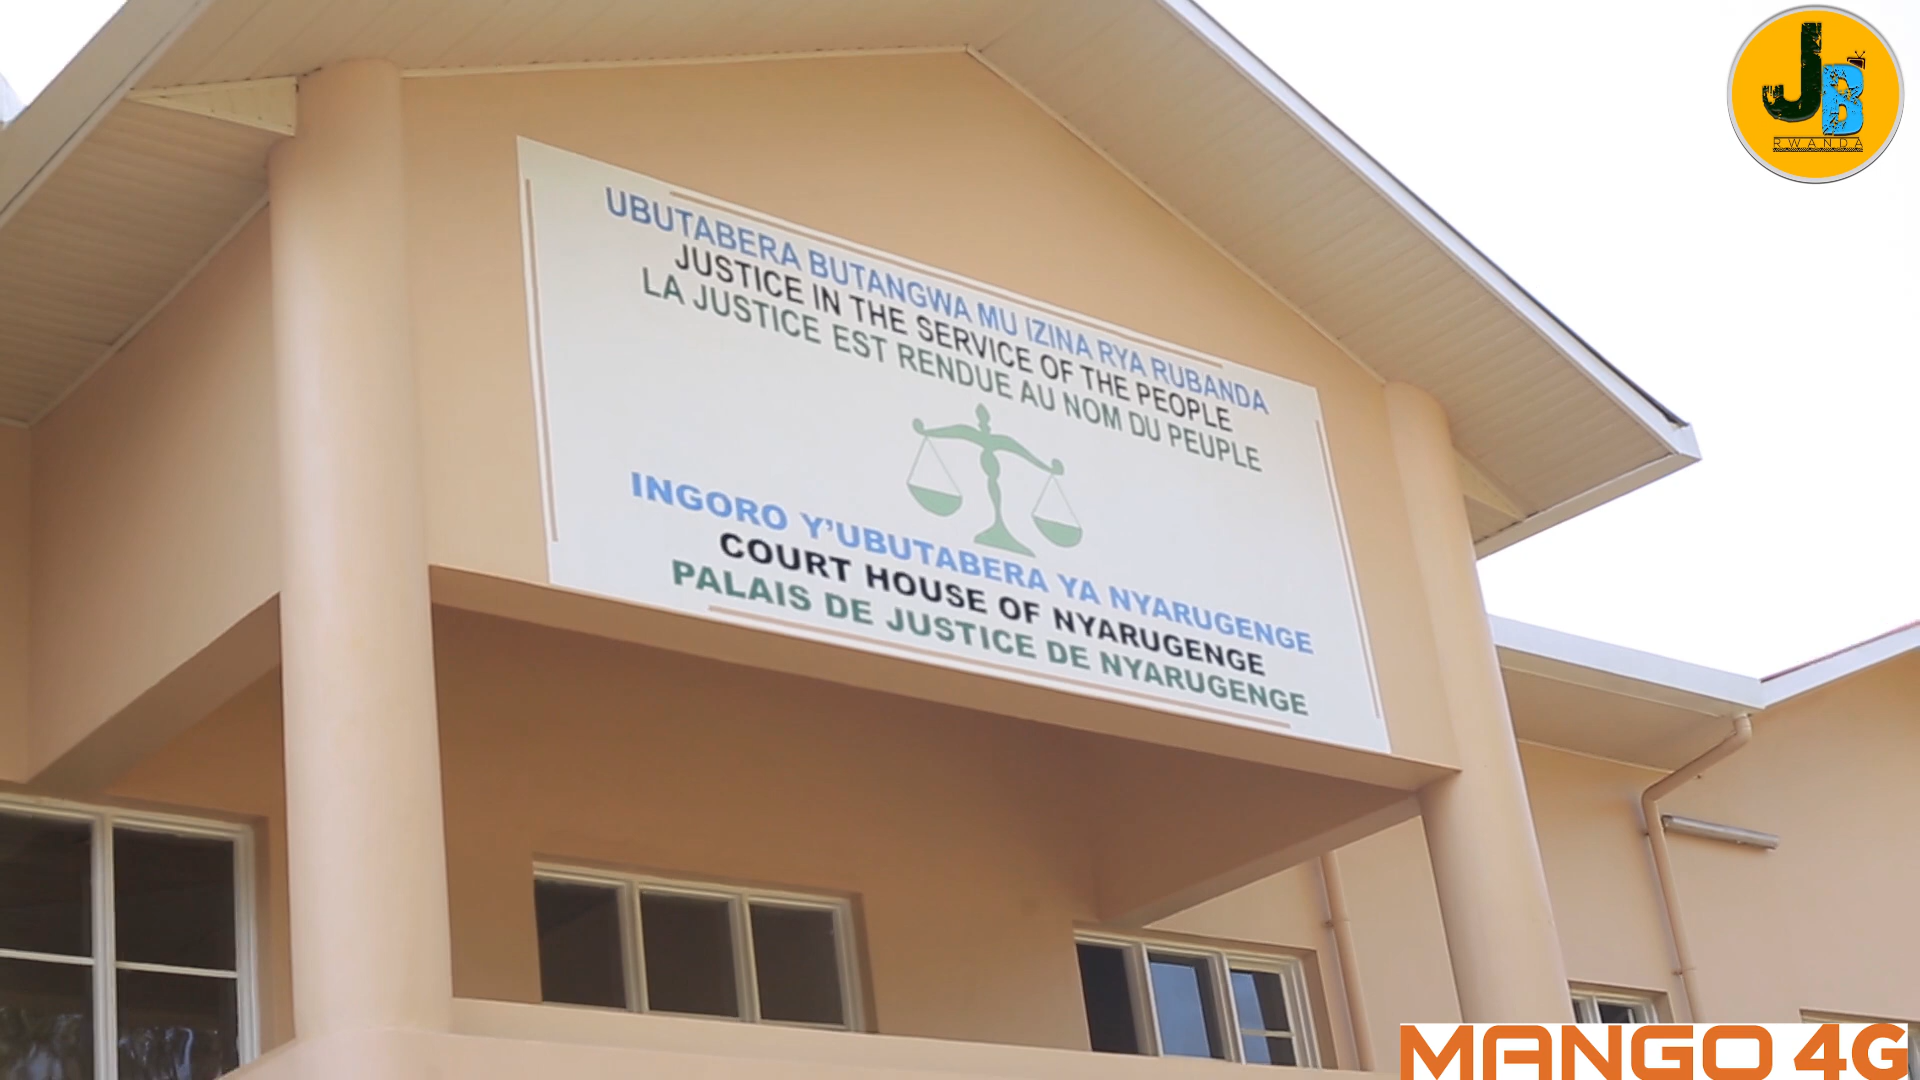 JB
RWANDA
UBUTABERA BUTANGWA MU IZINA RYA RUBANDA
JUSTICE IN THE SERVICE OF THE PEOPLE
LA JUSTICE EST RENDUE AU NOM DU PEUPLE
INGORO Y'UBUTABERA YA NYARUGENGE
COURT HOUSE OF NYARUGENGE
PALAIS DE JUSTICE DE NYARUGENGE
MANGO 4G